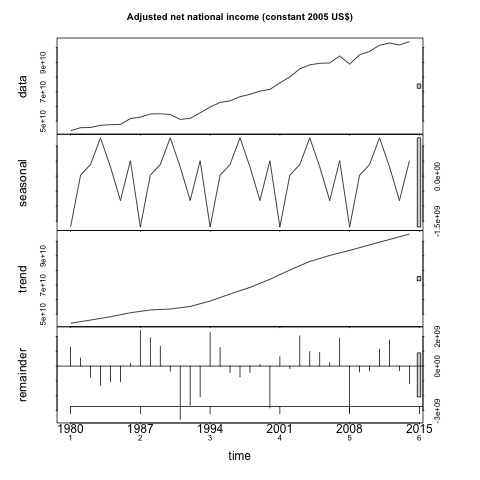 Adjusted net national income (constant 2005 US$)
data
5e+10 7e+10 9e+10
seasonal
-1.5e+09 0.0e+00
trend
5e+10 7e+10 9e+10
remainder
-3e+09 0e+00 2e+09
1980 1987 1994 2001 2008 2015
1 2 3 4 5 6
time